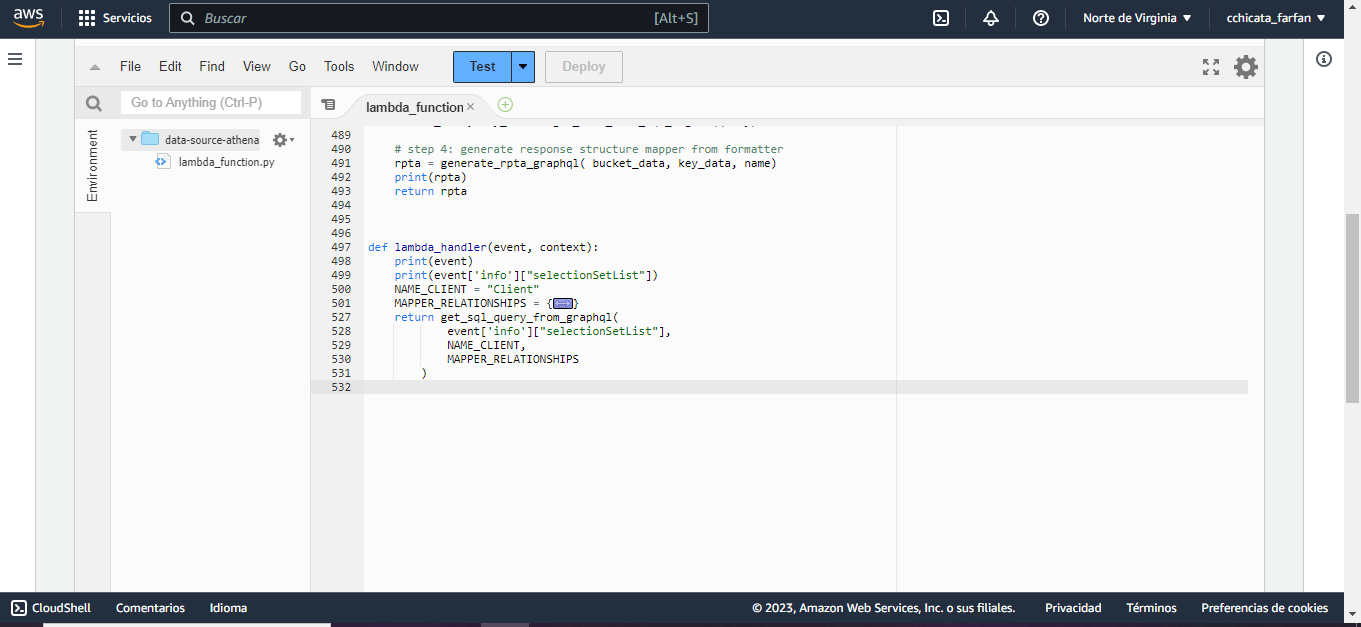 aws
Servicios
Buscar
[Alt+S]
Norte de Virginia
cchicata_farfan
File Edit Find View Go Tools Window
Test
Deploy
Go to Anything (Ctrl-P)
lambda_function
Environment
data-source-athena
lambda_function.py
489
490 # step 4: generate response structure mapper from formatter
491 rpta = generate_rpta_graphql( bucket_data, key_data, name)
492 print(rpta)
493 return rpta
494
495
496
497 def lambda_handler(event, context):
498 print(event)
499 print(event['info']["selectionSetList"])
500 NAME_CLIENT = "Client"
501 MAPPER_RELATIONSHIPS = {}
527 return get_sql_query_from_graphql(
528 event['info']["selectionSetList"],
529 NAME_CLIENT,
530 MAPPER_RELATIONSHIPS
531 )
532
CloudShell Comentarios Idioma
© 2023, Amazon Web Services, Inc. o sus filiales. Privacidad Términos Preferencias de cookies